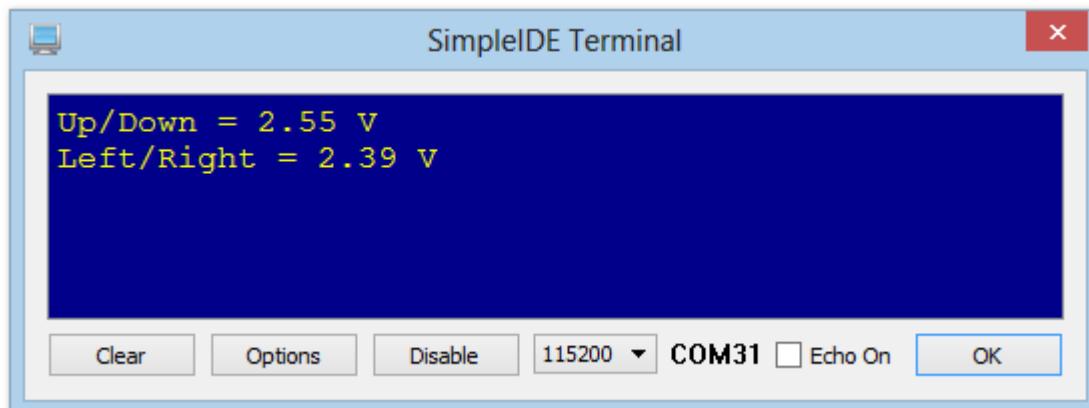 SimpleIDE Terminal
Up/Down = 2.55 V
Left/Right = 2.39 V
Clear Options Disable 115200 COM31 Echo On OK